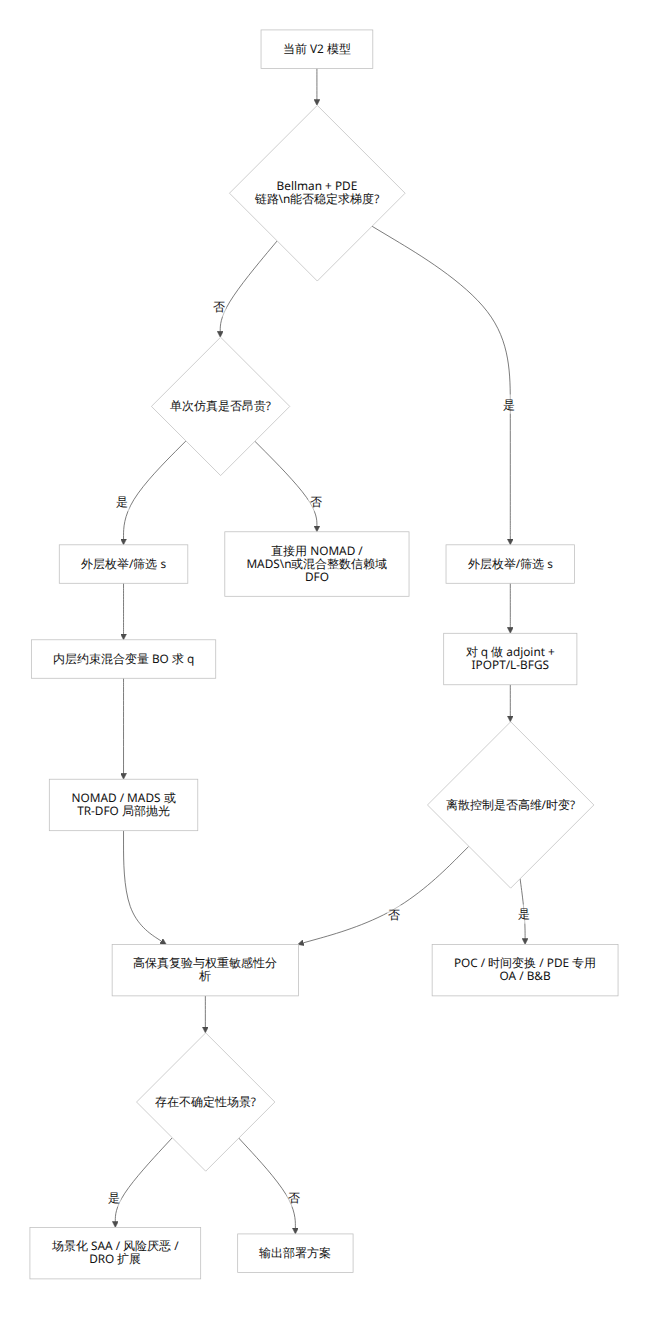 当前 V2 模型
Bellman + PDE
链路\n能否稳定求梯度?
否
是
单次仿真是否昂贵?
是
否
外层枚举/筛选 s
直接用 NOMAD /
MADS\n或混合整数信赖域
DFO
外层枚举/筛选 s
内层约束混合变量 BO 求 q
对 q 做 adjoint +
IPOPT/L-BFGS
NOMAD / MADS 或
TR-DFO 局部抛光
离散控制是否高维/时变?
否
是
高保真复验与权重敏感性分
析
POC / 时间变换 / PDE 专用
OA / B&B
存在不确定性场景?
是
否
场景化 SAA / 风险厌恶 /
DRO 扩展
输出部署方案